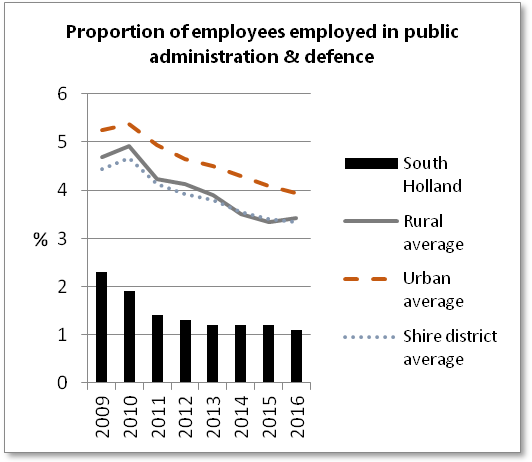 Proportion of employees employed in public
administration & defence
6
5
4
3
2
1
0
%
2009
2010
2011
2012
2013
2014
2015
2016
South
Holland
Rural
average
Urban
average
Shire district
average